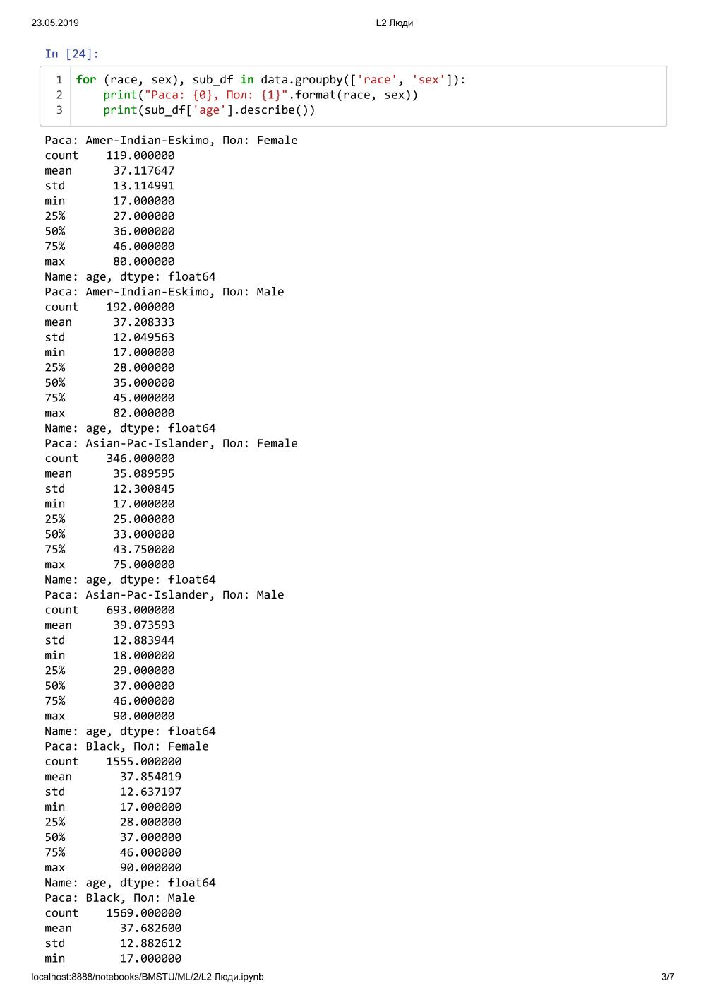 23.05.2019 L2 Люди
In [24]:
1 for (race, sex), sub_df in data.groupby(['race', 'sex']):
2     print("Раса: {0}, Пол: {1}".format(race, sex))
3     print(sub_df['age'].describe())
Раса: Amer-Indian-Eskimo, Пол: Female
count    119.000000
mean      37.117647
std       13.114991
min       17.000000
25%       27.000000
50%       36.000000
75%       46.000000
max       80.000000
Name: age, dtype: float64
Раса: Amer-Indian-Eskimo, Пол: Male
count    192.000000
mean      37.208333
std       12.049563
min       17.000000
25%       28.000000
50%       35.000000
75%       45.000000
max       82.000000
Name: age, dtype: float64
Раса: Asian-Pac-Islander, Пол: Female
count    346.000000
mean      35.089595
std       12.300845
min       17.000000
25%       25.000000
50%       33.000000
75%       43.750000
max       75.000000
Name: age, dtype: float64
Раса: Asian-Pac-Islander, Пол: Male
count    693.000000
mean      39.073593
std       12.883944
min       18.000000
25%       29.000000
50%       37.000000
75%       46.000000
max       90.000000
Name: age, dtype: float64
Раса: Black, Пол: Female
count    1555.000000
mean       37.854019
std        12.637197
min        17.000000
25%        28.000000
50%        37.000000
75%        46.000000
max        90.000000
Name: age, dtype: float64
Раса: Black, Пол: Male
count    1569.000000
mean       37.682600
std        12.882612
min        17.000000
localhost:8888/notebooks/BMSTU/ML/2/L2 Люди.ipynb 3/7